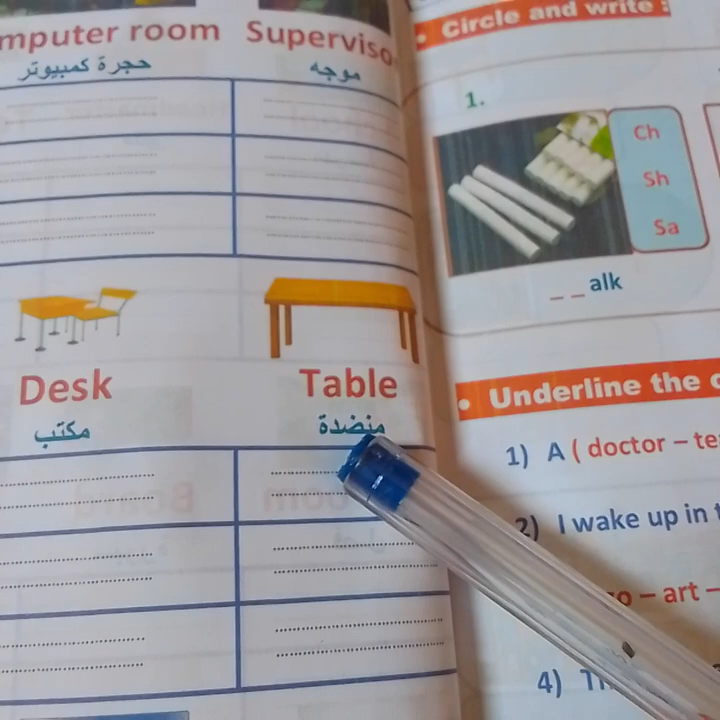 mputer room
Superviso
حجرة كمبيوتر
موجه
Desk
Table
مكتب
منضدة
• Circle and write :
1.
Ch
Sh
Sa
_ _ alk
• Underline the c
1) A ( doctor – te
2) I wake up in t
o – art –
4)